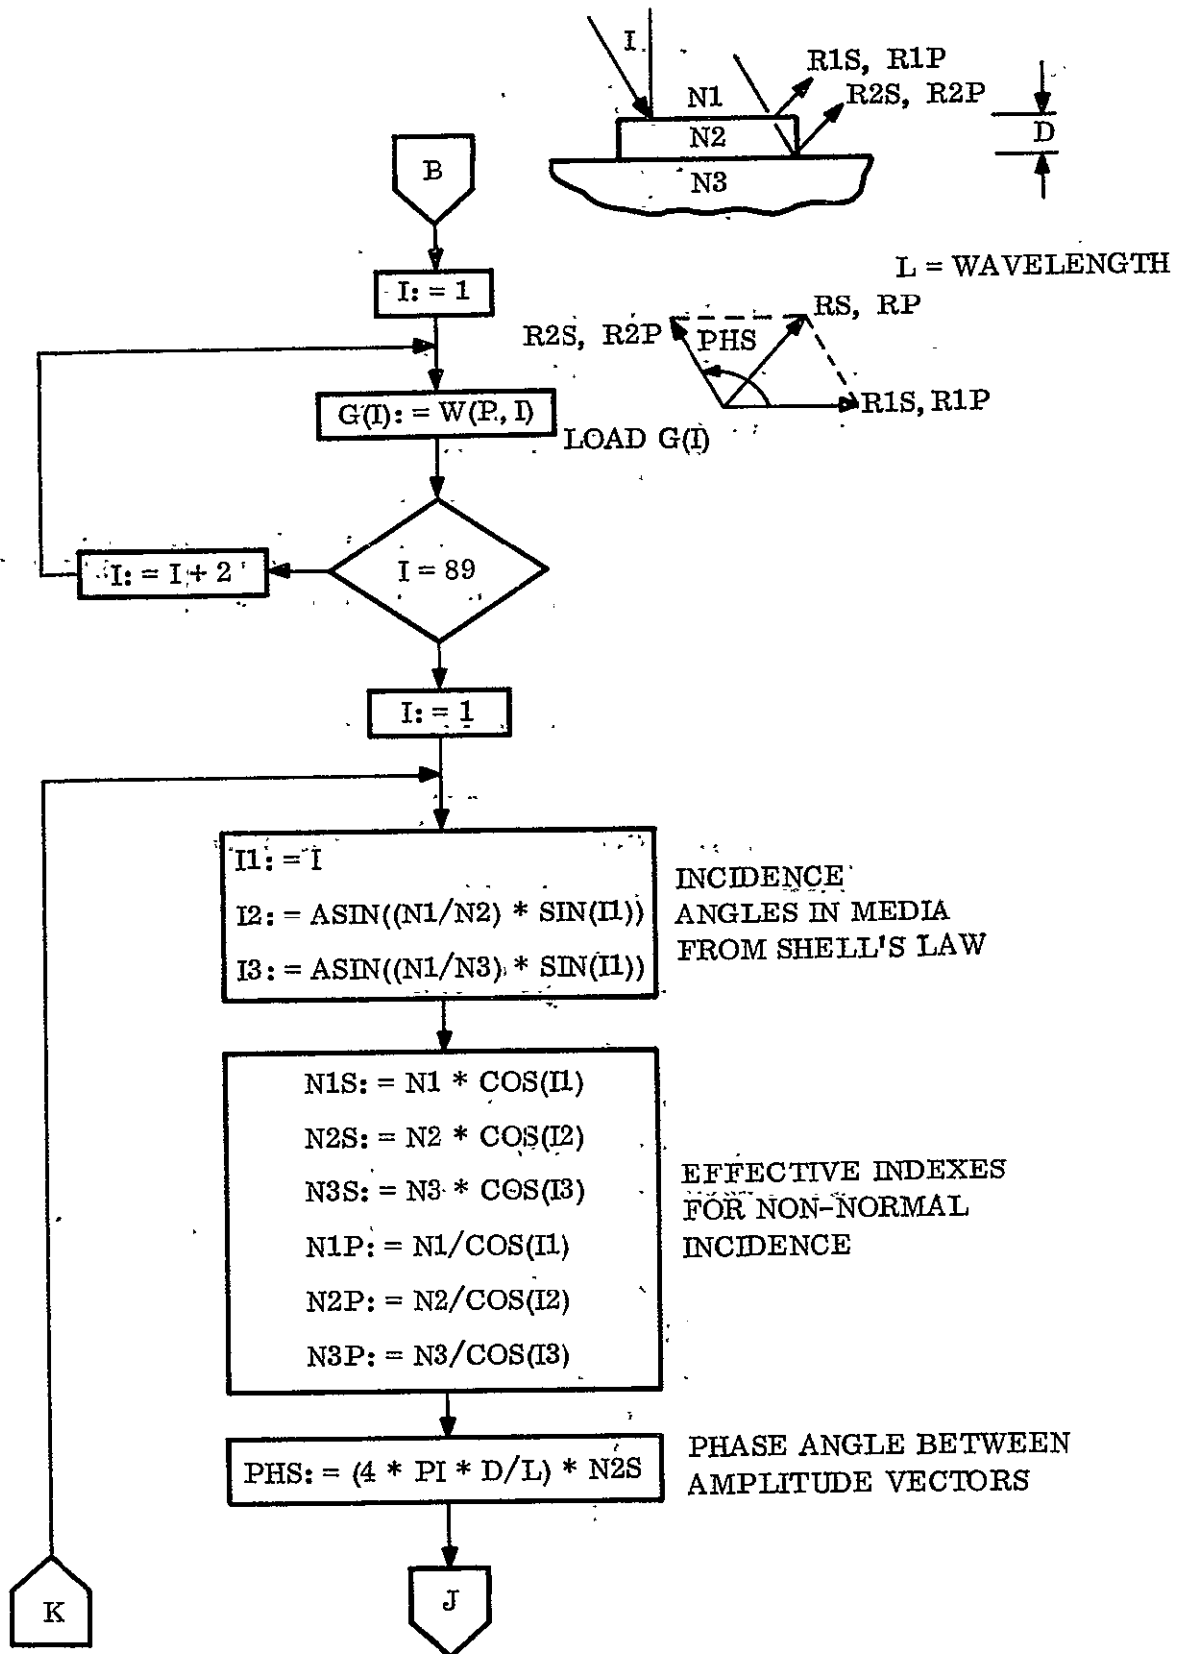 I
R1S, R1P
N1
R2S, R2P
N2
D
N3
B
L = WAVELENGTH
I: = 1
RS, RP
R2S, R2P
PHS
R1S, R1P
G(I): = W(P, I)
LOAD G(I)
I = 89
I: = I + 2
I: = 1
I1: = I
I2: = ASIN((N1/N2) * SIN(I1))
I3: = ASIN((N1/N3) * SIN(I1))
INCIDENCE
ANGLES IN MEDIA
FROM SHELL'S LAW
N1S: = N1 * COS(I1)
N2S: = N2 * COS(I2)
N3S: = N3 * COS(I3)
N1P: = N1/COS(I1)
N2P: = N2/COS(I2)
N3P: = N3/COS(I3)
EFFECTIVE INDEXES
FOR NON-NORMAL
INCIDENCE
PHS: = (4 * PI * D/L) * N2S
PHASE ANGLE BETWEEN
AMPLITUDE VECTORS
K
J